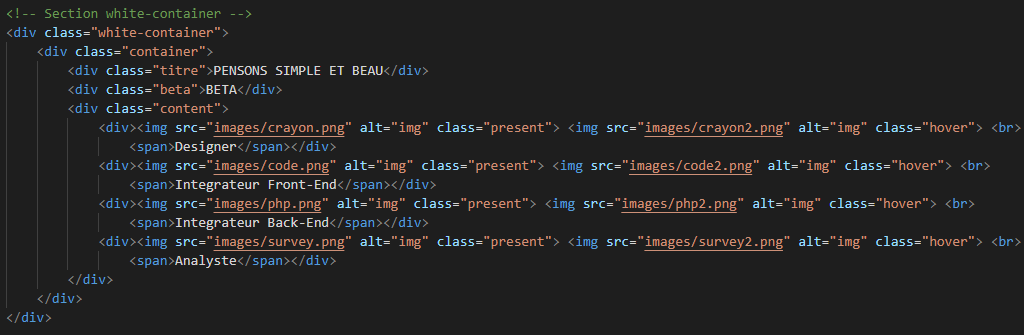 <!-- Section white-container -->
<div class="white-container">
<div class="container">
<div class="titre">PENSONS SIMPLE ET BEAU</div>
<div class="beta">BETA</div>
<div class="content">
<div><img src="images/crayon.png" alt="img" class="present"> <img src="images/crayon2.png" alt="img" class="hover"> <br>
<span>Designer</span></div>
<div><img src="images/code.png" alt="img" class="present"> <img src="images/code2.png" alt="img" class="hover"> <br>
<span>Integrateur Front-End</span></div>
<div><img src="images/php.png" alt="img" class="present"> <img src="images/php2.png" alt="img" class="hover"> <br>
<span>Integrateur Back-End</span></div>
<div><img src="images/survey.png" alt="img" class="present"> <img src="images/survey2.png" alt="img" class="hover"> <br>
<span>Analyste</span></div>
</div>
</div>
</div>